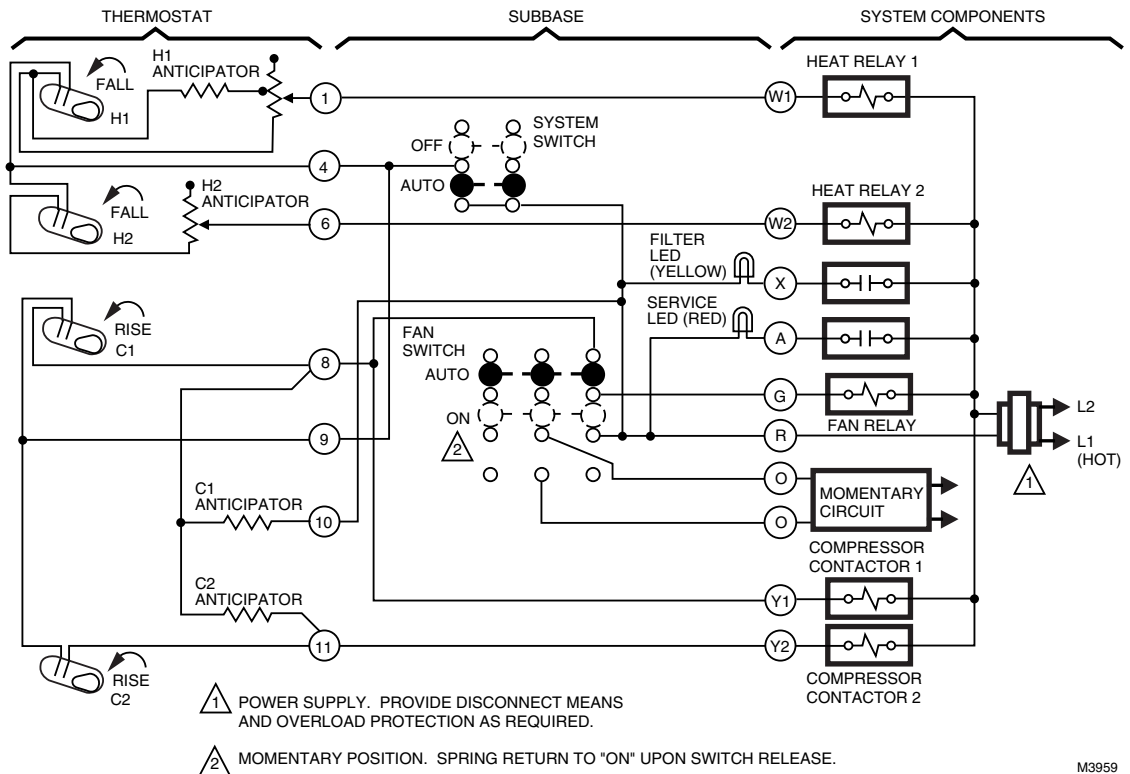 THERMOSTAT
SUBBASE
SYSTEM COMPONENTS
H1
ANTICIPATOR
FALL
H1
1
W1
HEAT RELAY 1
OFF
SYSTEM
SWITCH
4
AUTO
H2
ANTICIPATOR
FALL
H2
6
W2
HEAT RELAY 2
FILTER
LED
(YELLOW)
X
SERVICE
LED (RED)
A
RISE
C1
8
FAN
SWITCH
AUTO
G
FAN RELAY
ON
2
9
R
L2
L1
(HOT)
1
O
O
MOMENTARY
CIRCUIT
C1
ANTICIPATOR
10
COMPRESSOR
CONTACTOR 1
Y1
C2
ANTICIPATOR
11
Y2
COMPRESSOR
CONTACTOR 2
RISE
C2
1 POWER SUPPLY. PROVIDE DISCONNECT MEANS
AND OVERLOAD PROTECTION AS REQUIRED.
2 MOMENTARY POSITION. SPRING RETURN TO "ON" UPON SWITCH RELEASE.
M3959